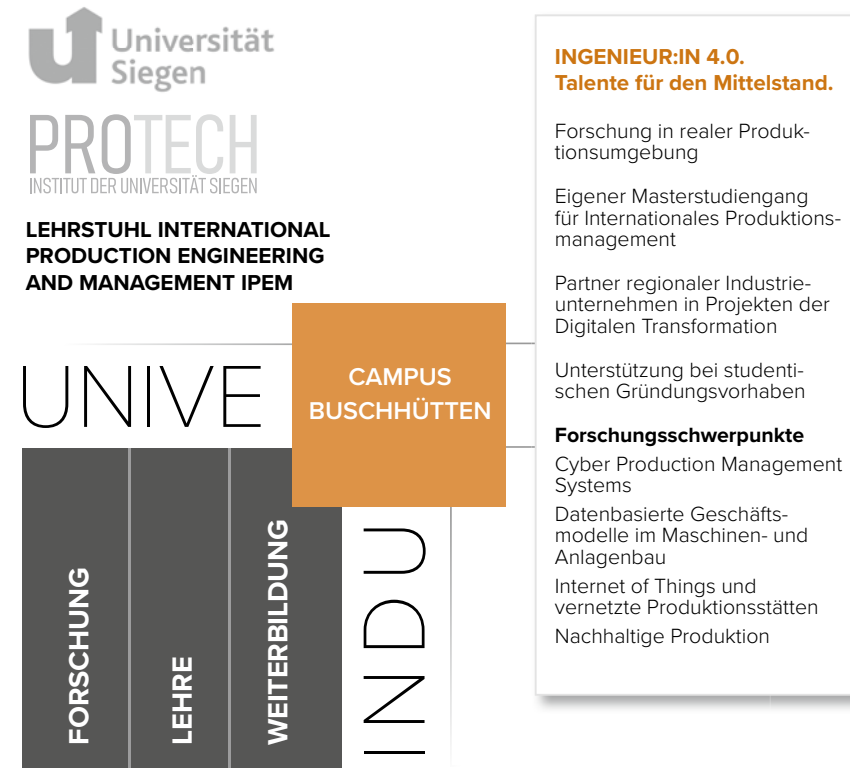 Universität
Siegen
PROTECH
INSTITUT DER UNIVERSITÄT SIEGEN
LEHRSTUHL INTERNATIONAL
PRODUCTION ENGINEERING
AND MANAGEMENT IPEM
UNIVE
CAMPUS
BUSCHHÜTTEN
FORSCHUNG
LEHRE
WEITERBILDUNG
INDU
INGENIEUR:IN 4.0.
Talente für den Mittelstand.
Forschung in realer Produk-
tionsumgebung
Eigener Masterstudiengang
für Internationales Produktions-
management
Partner regionaler Industrie-
unternehmen in Projekten der
Digitalen Transformation
Unterstützung bei studenti-
schen Gründungsvorhaben
Forschungsschwerpunkte
Cyber Production Management
Systems
Datenbasierte Geschäfts-
modelle im Maschinen- und
Anlagenbau
Internet of Things und
vernetzte Produktionsstätten
Nachhaltige Produktion